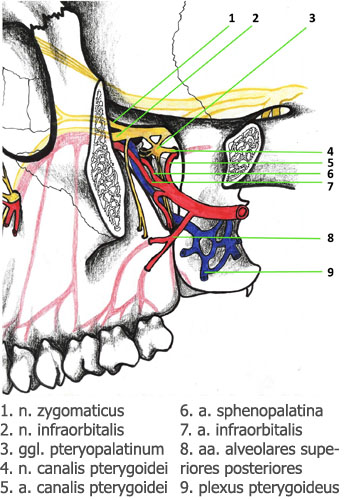 1
2
3
4
5
6
7
8
9
1. n. zygomaticus
2. n. infraorbitalis
3. ggl. pteryopalatinum
4. n. canalis pterygoidei
5. a. canalis pterygoidei
6. a. sphenopalatina
7. a. infraorbitalis
8. aa. alveolares supe-
riores posteriores
9. plexus pterygoideus